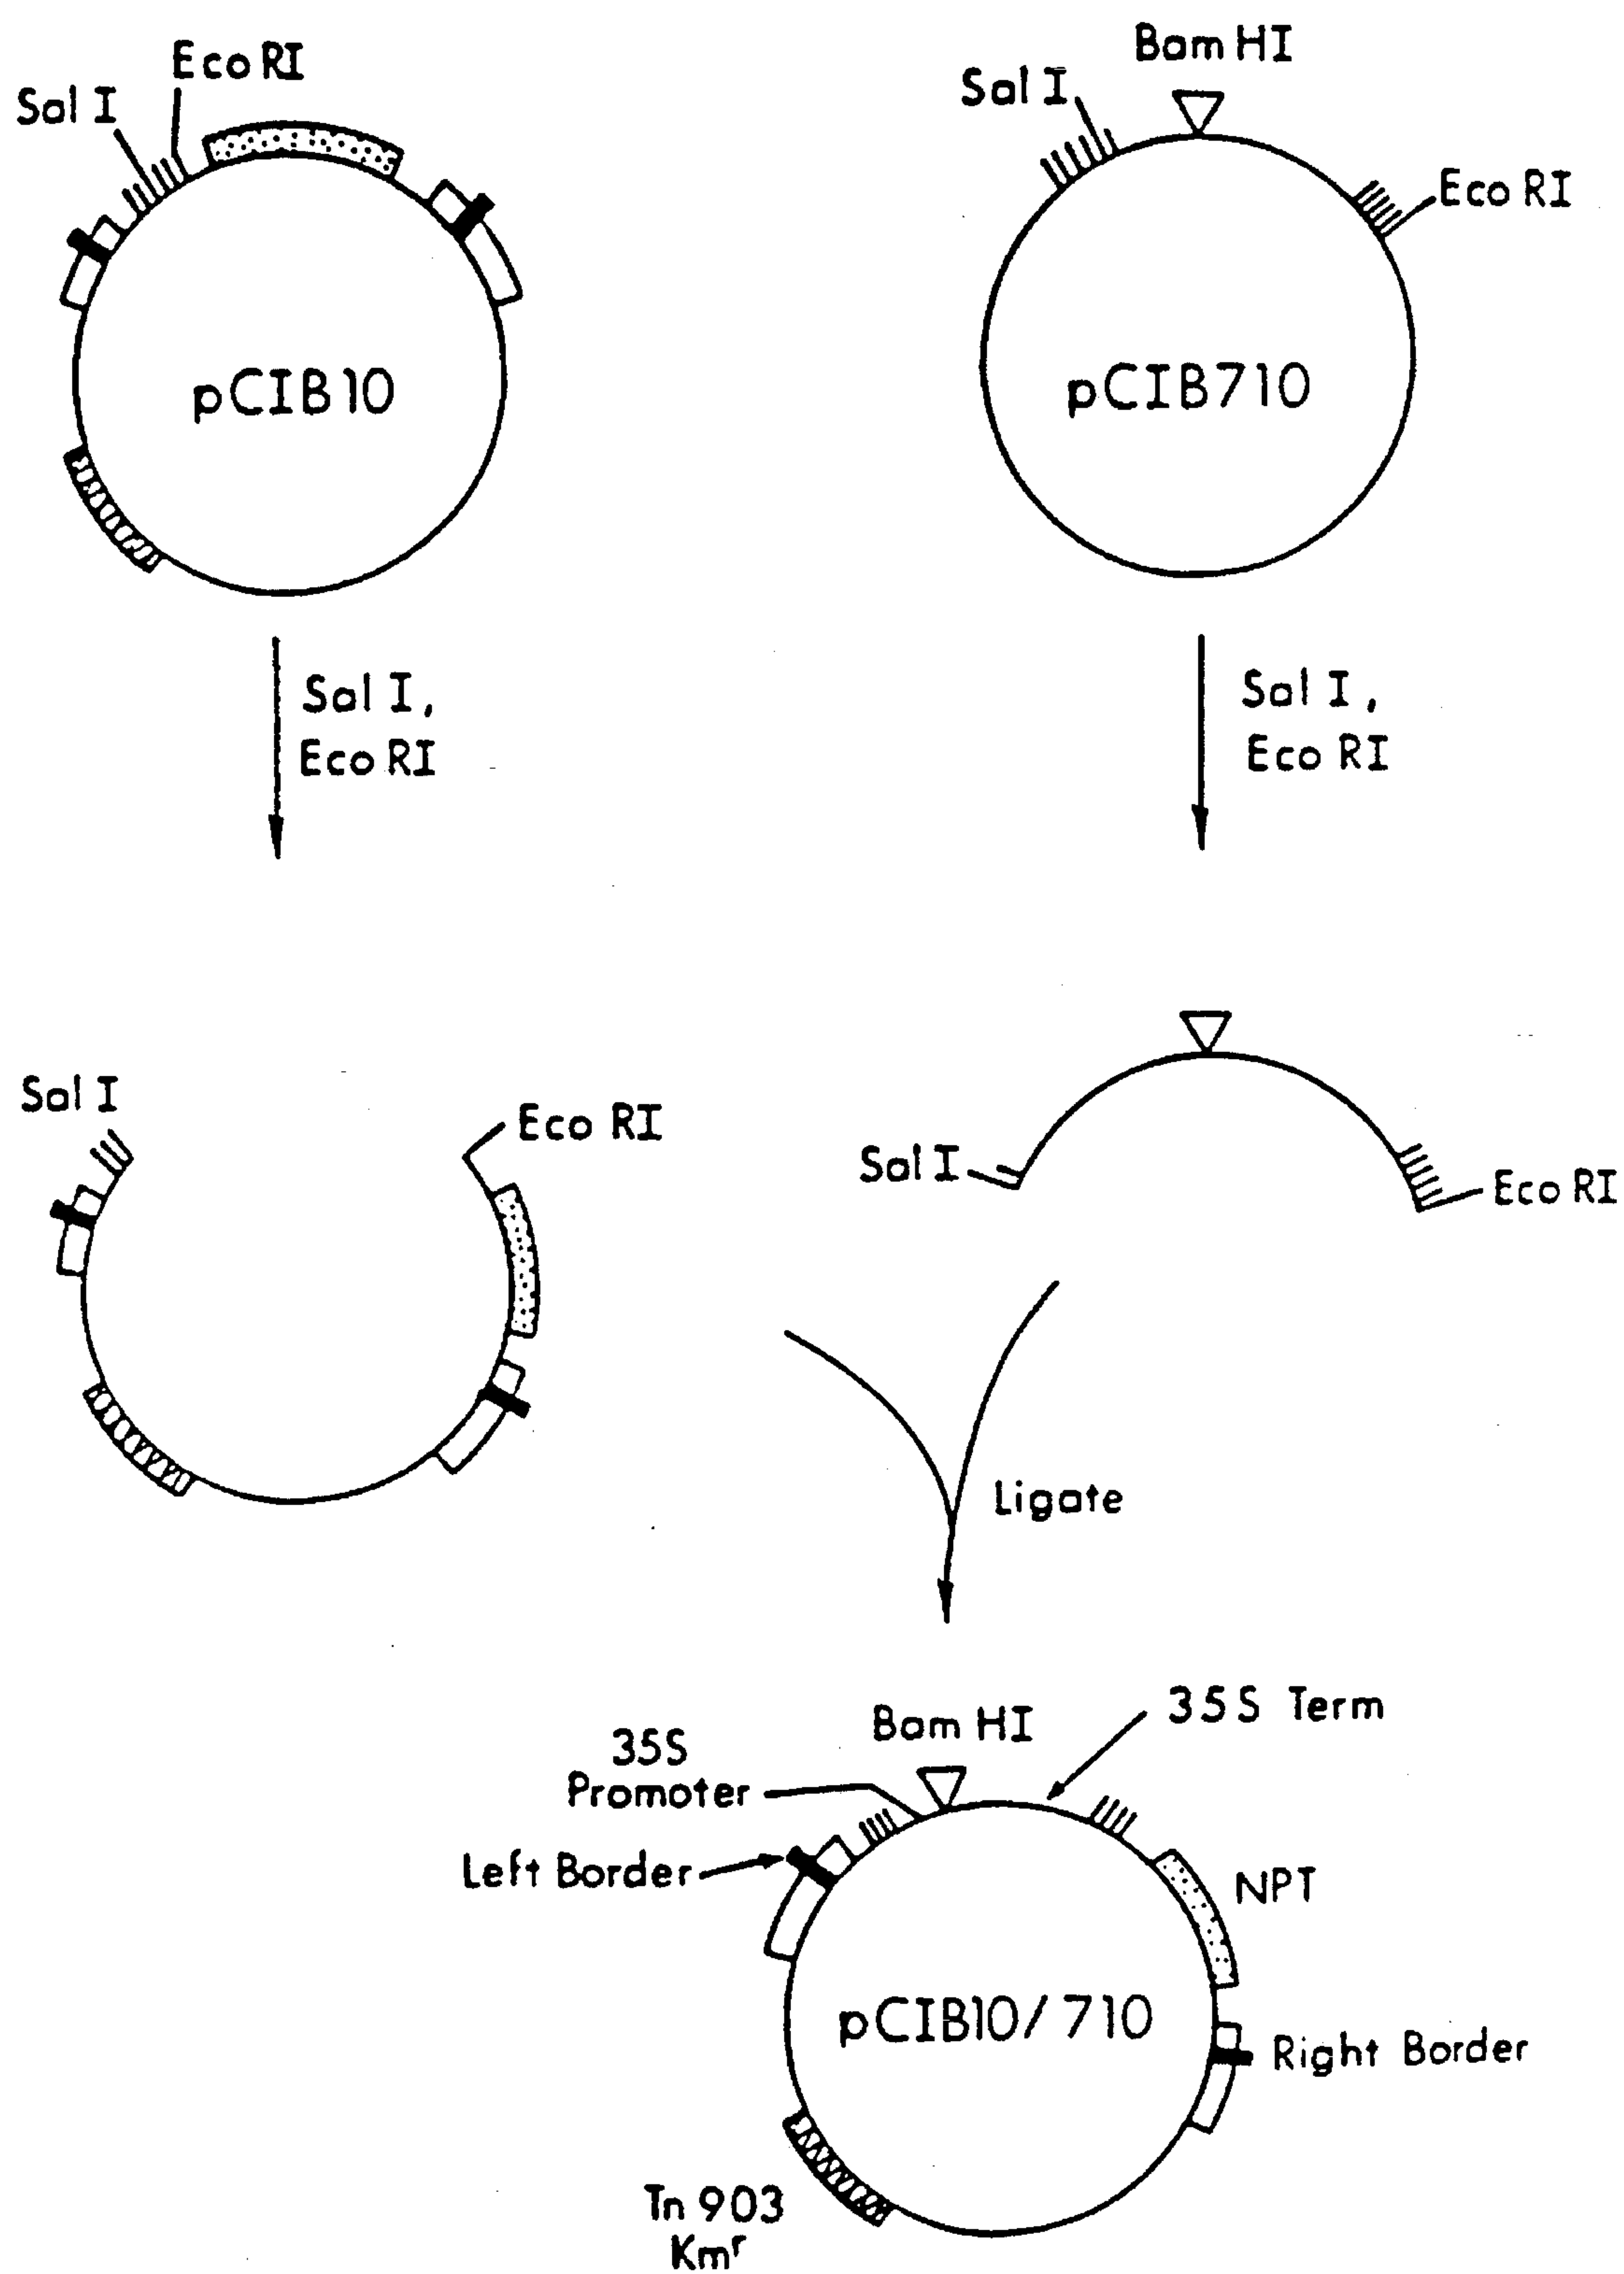 Eco RI
Sal I
pCIB10
Bam HI
Sal I
Eco RI
pCIB710
Sal I,
Eco RI
Sal I,
Eco RI
Sal I
Eco RI
Sal I
Eco RI
Ligate
35S
Promoter
Bam HI
35S Term
Left Border
NPT
pCIB10/710
Right Border
Tn 903
Kmʳ